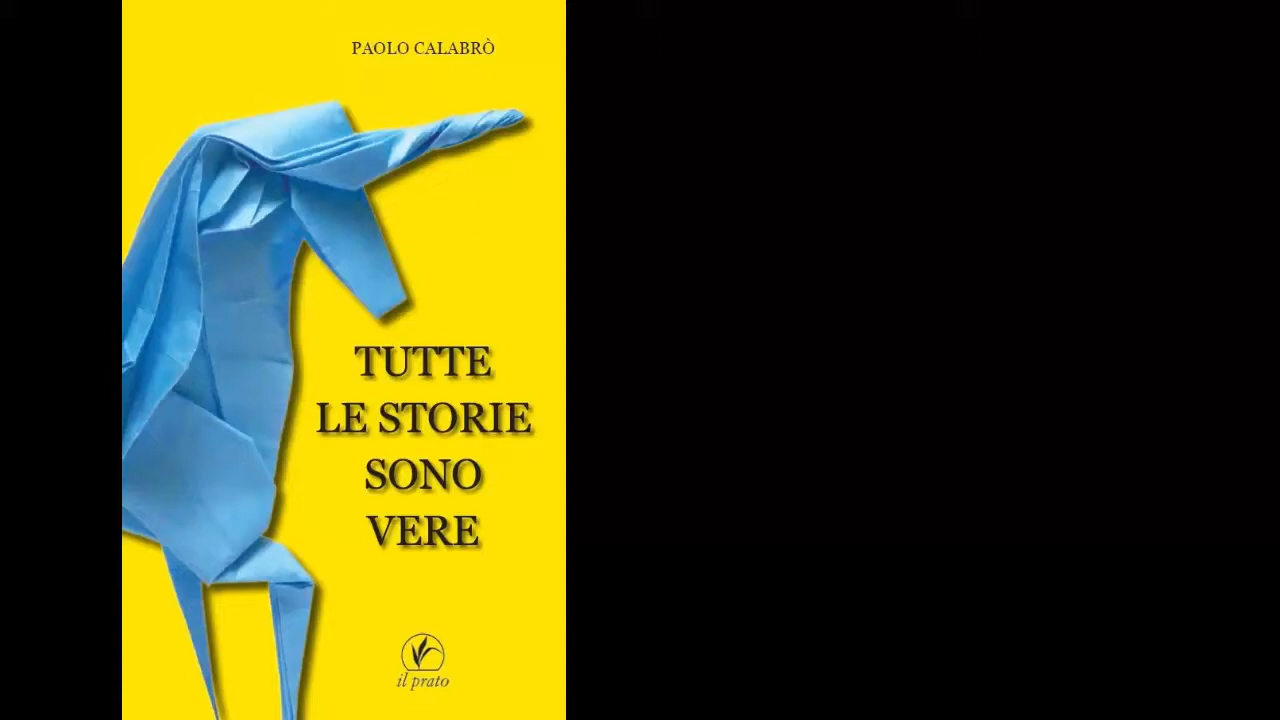 PAOLO CALABRÒ
TUTTE
LE STORIE
SONO
VERE
il prato